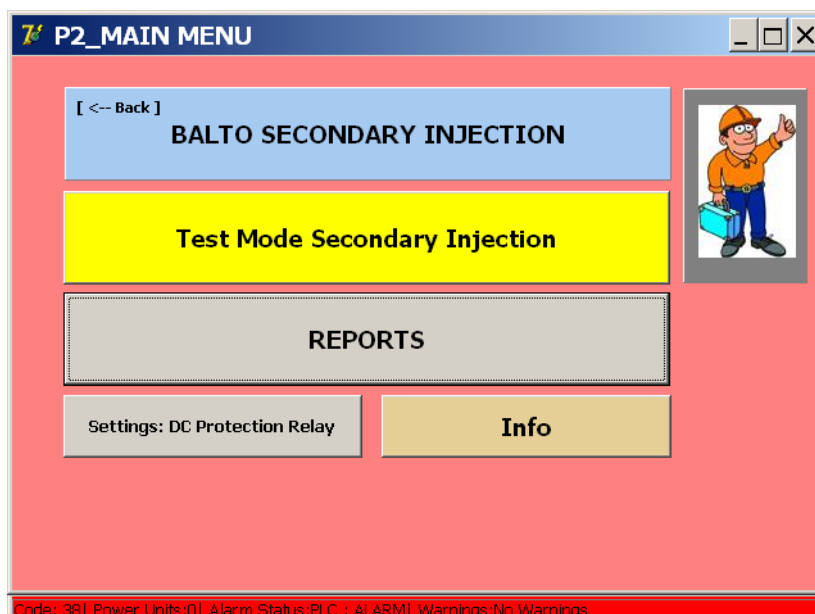 P2_MAIN MENU
[ <-- Back ]
BALTO SECONDARY INJECTION
Test Mode Secondary Injection
REPORTS
Settings: DC Protection Relay
Info
Code: 38| Power Units:0| Alarm Status:PLC : ALARM| Warnings:No Warnings